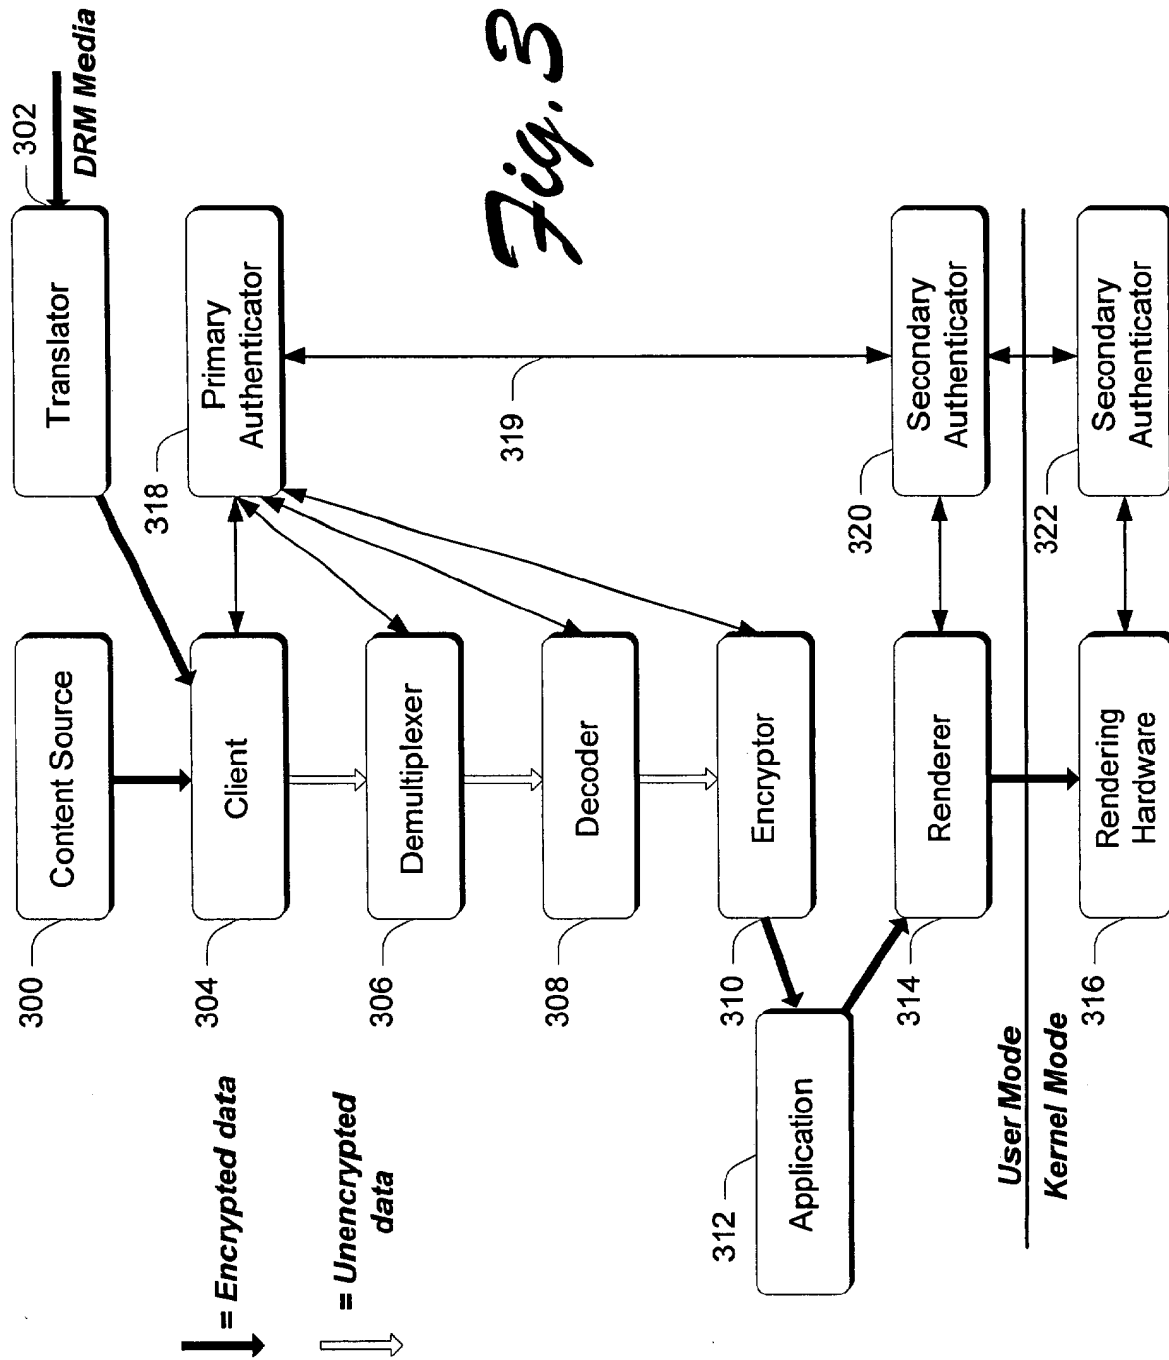 302
DRM Media
Translator
Content Source
300
318
Primary
Authenticator
Client
304
Demultiplexer
306
319
Decoder
308
Encryptor
310
Application
312
320
Secondary
Authenticator
Renderer
314
User Mode
Kernel Mode
322
Secondary
Authenticator
Rendering
Hardware
316
= Encrypted data
= Unencrypted
data
Fig. 3